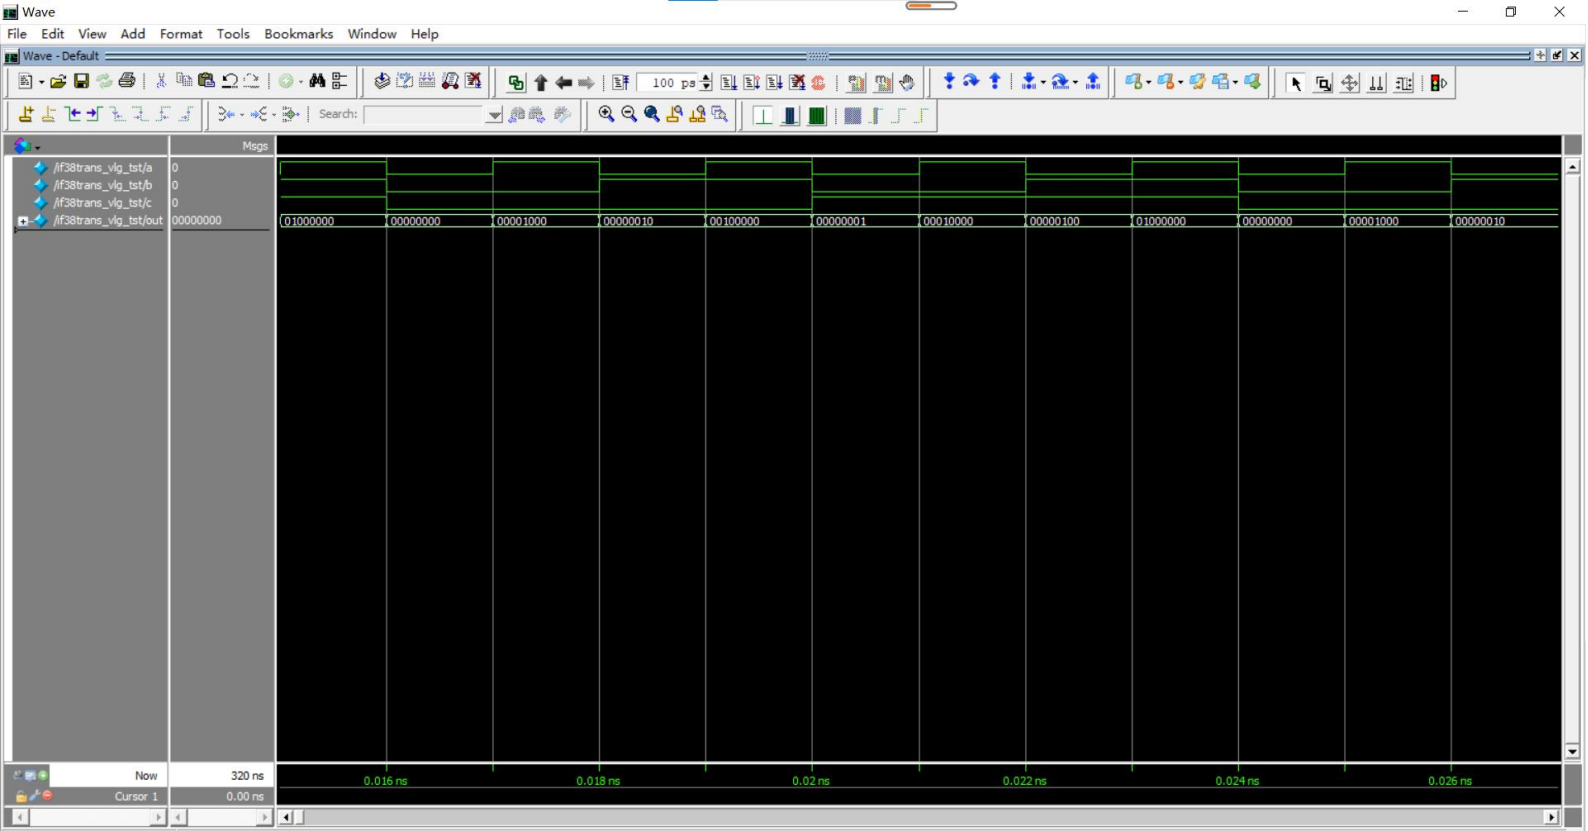 Wave
File Edit View Add Format Tools Bookmarks Window Help
Wave - Default
100 ps
Search:
Msgs
/if38trans_vlg_tst/a 0
/if38trans_vlg_tst/b 0
/if38trans_vlg_tst/c 0
/if38trans_vlg_tst/out 00000000 01000000 00000000 00001000 00000010 00100000 00000001 00010000 00000100 01000000 00000000 00001000 00000010
Now 320 ns 0.016 ns 0.018 ns 0.02 ns 0.022 ns 0.024 ns 0.026 ns
Cursor 1 0.00 ns